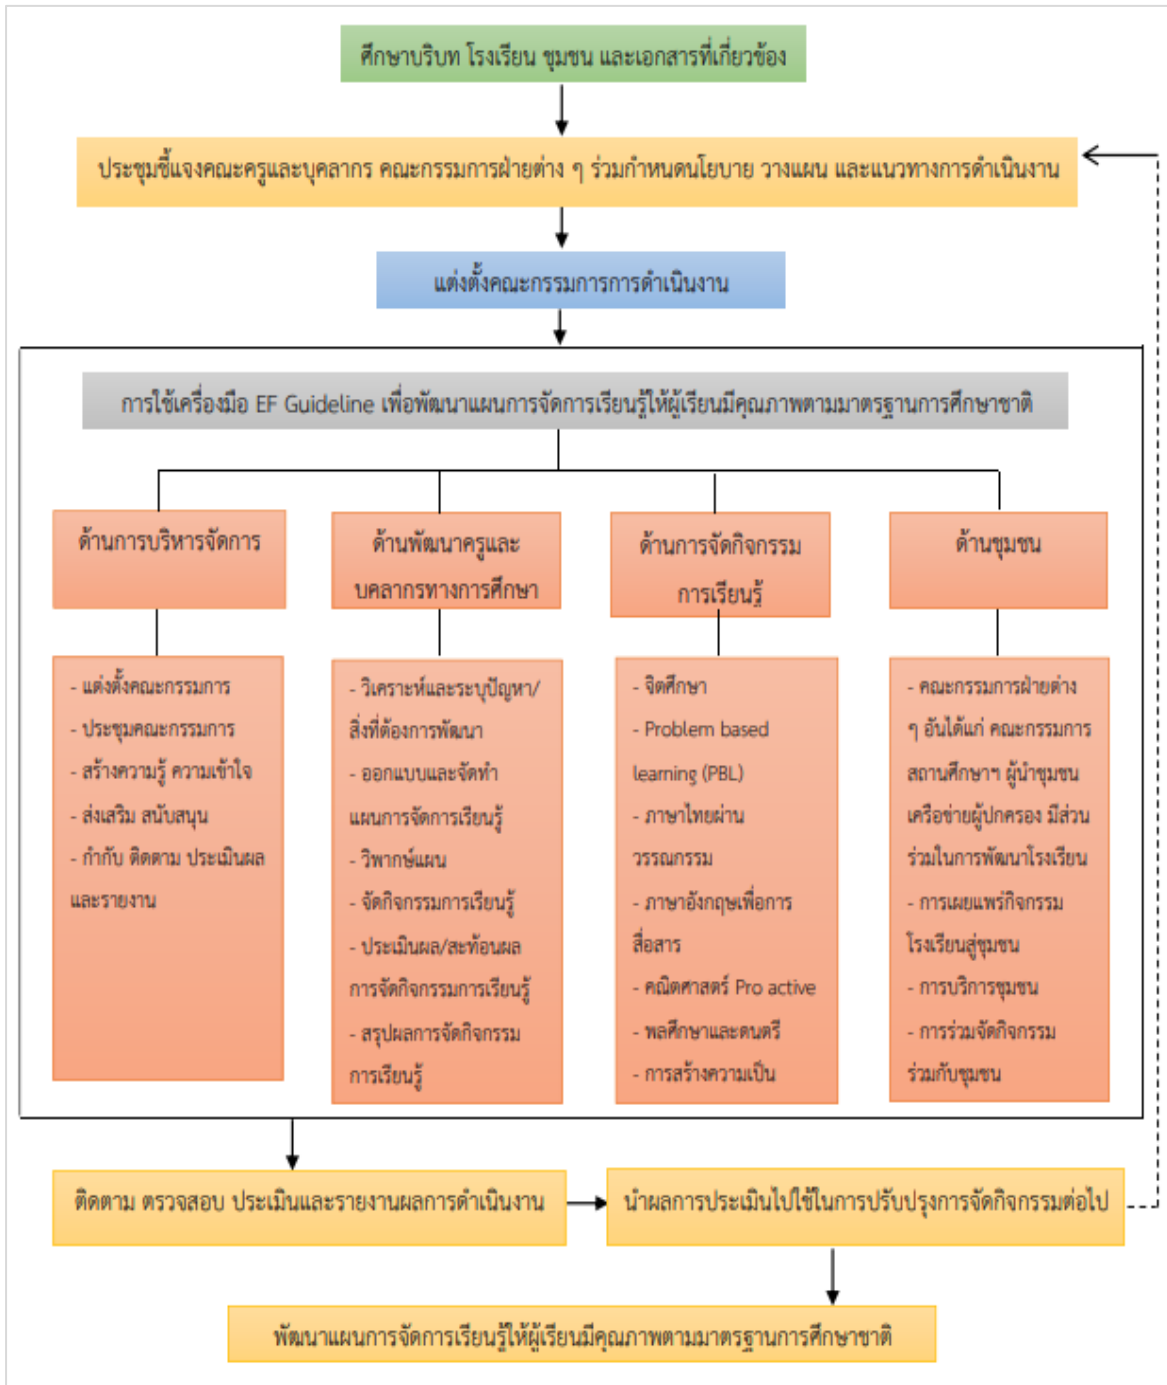 ศึกษาบริบท โรงเรียน ชุมชน และเอกสารที่เกี่ยวข้อง
ประชุมชี้แจงคณะครูและบุคลากร คณะกรรมการฝ่ายต่าง ๆ ร่วมกำหนดนโยบาย วางแผน และแนวทางการดำเนินงาน
แต่งตั้งคณะกรรมการการดำเนินงาน
การใช้เครื่องมือ EF Guideline เพื่อพัฒนาแผนการจัดการเรียนรู้ให้ผู้เรียนมีคุณภาพตามมาตรฐานการศึกษาชาติ
ด้านการบริหารจัดการ
- แต่งตั้งคณะกรรมการ
- ประชุมคณะกรรมการ
- สร้างความรู้ ความเข้าใจ
- ส่งเสริม สนับสนุน
- กำกับ ติดตาม ประเมินผล
และรายงาน
ด้านพัฒนาครูและ
บุคลากรทางการศึกษา
- วิเคราะห์และระบุปัญหา/
สิ่งที่ต้องการพัฒนา
- ออกแบบและจัดทำ
แผนการจัดการเรียนรู้
- วิพากษ์แผน
- จัดกิจกรรมการเรียนรู้
- ประเมินผล/สะท้อนผล
การจัดกิจกรรมการเรียนรู้
- สรุปผลการจัดกิจกรรม
การเรียนรู้
ด้านการจัดกิจกรรม
การเรียนรู้
- จิตศึกษา
- Problem based
learning (PBL)
- ภาษาไทยผ่าน
วรรณกรรม
- ภาษาอังกฤษเพื่อการ
สื่อสาร
- คณิตศาสตร์ Pro active
- พลศึกษาและดนตรี
- การสร้างความเป็น
ด้านชุมชน
- คณะกรรมการฝ่ายต่าง
ๆ อันได้แก่ คณะกรรมการ
สถานศึกษาฯ ผู้นำชุมชน
เครือข่ายผู้ปกครอง มีส่วน
ร่วมในการพัฒนาโรงเรียน
- การเผยแพร่กิจกรรม
โรงเรียนสู่ชุมชน
- การบริการชุมชน
- การร่วมจัดกิจกรรม
ร่วมกับชุมชน
ติดตาม ตรวจสอบ ประเมินและรายงานผลการดำเนินงาน
นำผลการประเมินไปใช้ในการปรับปรุงการจัดกิจกรรมต่อไป
พัฒนาแผนการจัดการเรียนรู้ให้ผู้เรียนมีคุณภาพตามมาตรฐานการศึกษาชาติ